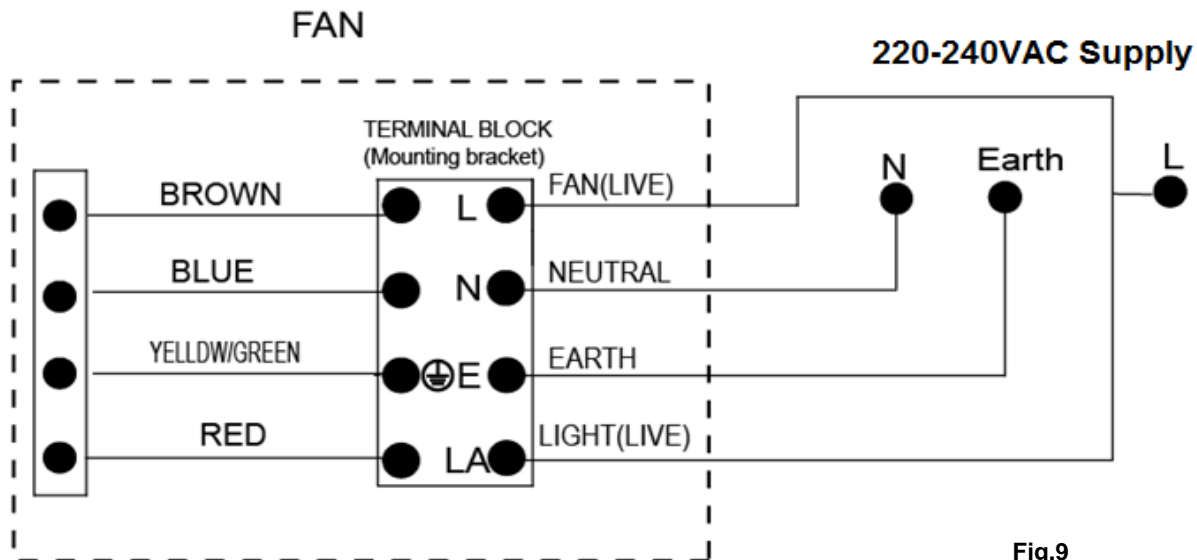 FAN
220-240VAC Supply
TERMINAL BLOCK
(Mounting bracket)
BROWN
L
FAN(LIVE)
N
Earth
L
BLUE
N
NEUTRAL
YELLDW/GREEN
E
EARTH
RED
LA
LIGHT(LIVE)
Fig.9